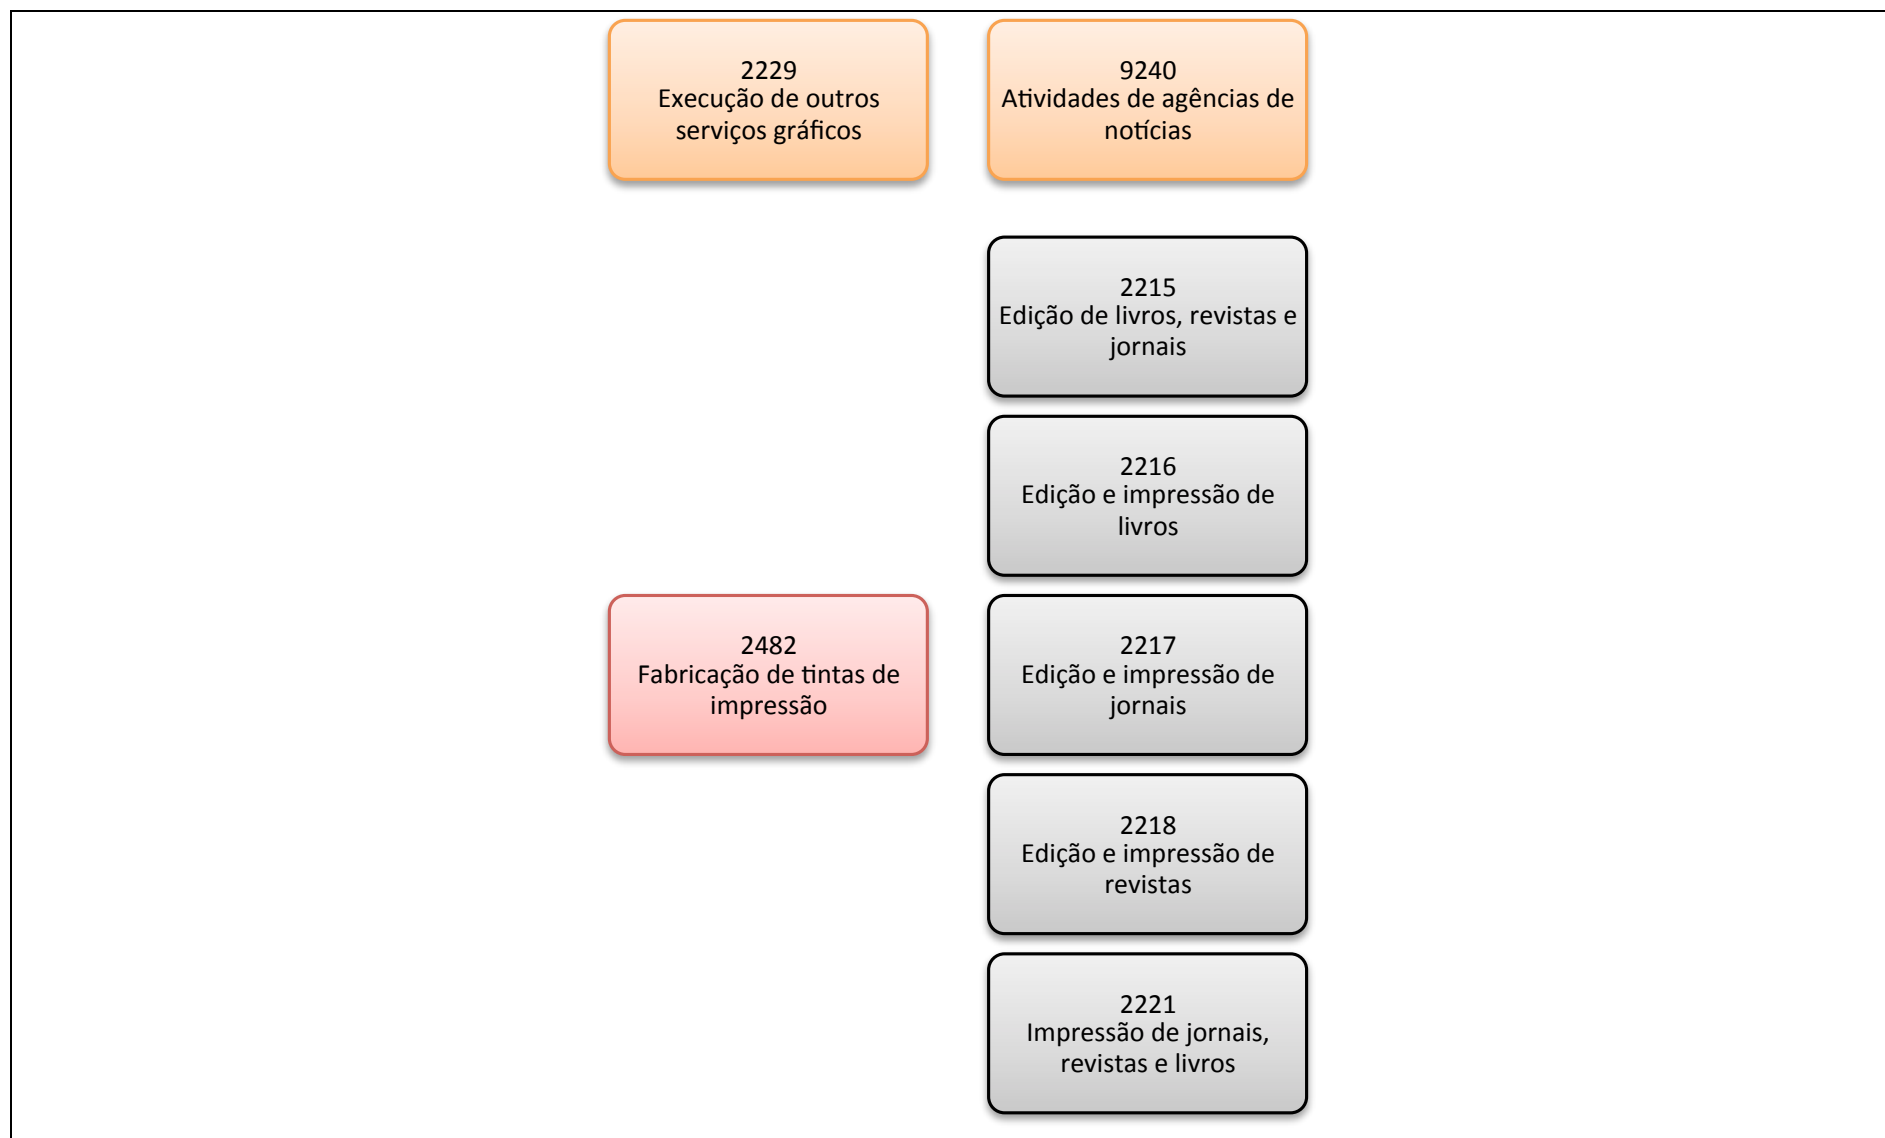 2229
Execução de outros
serviços gráficos
9240
Atividades de agências de
notícias
2215
Edição de livros, revistas e
jornais
2216
Edição e impressão de
livros
2482
Fabricação de tintas de
impressão
2217
Edição e impressão de
jornais
2218
Edição e impressão de
revistas
2221
Impressão de jornais,
revistas e livros